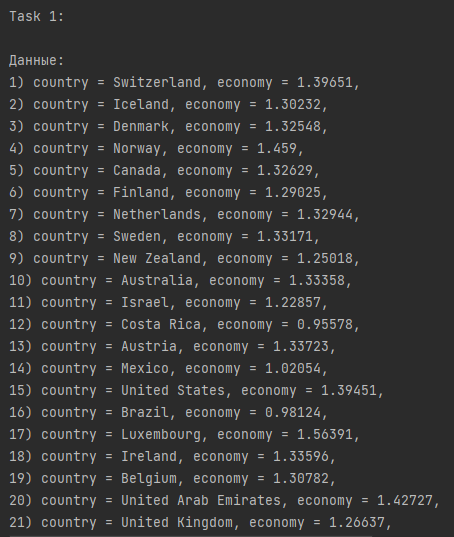 Task 1:
Данные:
1) country = Switzerland, economy = 1.39651,
2) country = Iceland, economy = 1.30232,
3) country = Denmark, economy = 1.32548,
4) country = Norway, economy = 1.459,
5) country = Canada, economy = 1.32629,
6) country = Finland, economy = 1.29025,
7) country = Netherlands, economy = 1.32944,
8) country = Sweden, economy = 1.33171,
9) country = New Zealand, economy = 1.25018,
10) country = Australia, economy = 1.33358,
11) country = Israel, economy = 1.22857,
12) country = Costa Rica, economy = 0.95578,
13) country = Austria, economy = 1.33723,
14) country = Mexico, economy = 1.02054,
15) country = United States, economy = 1.39451,
16) country = Brazil, economy = 0.98124,
17) country = Luxembourg, economy = 1.56391,
18) country = Ireland, economy = 1.33596,
19) country = Belgium, economy = 1.30782,
20) country = United Arab Emirates, economy = 1.42727,
21) country = United Kingdom, economy = 1.26637,